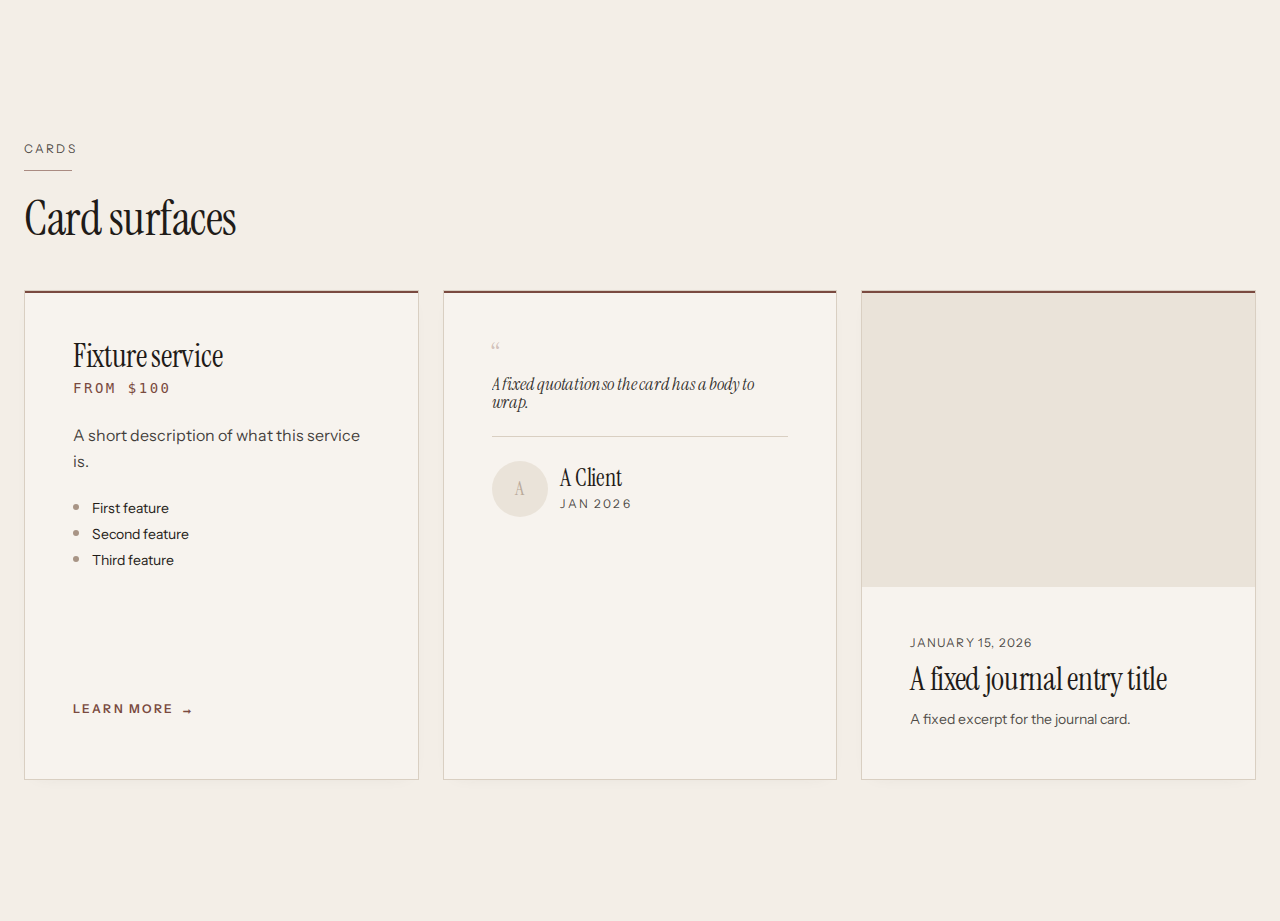 CARDS
Card surfaces
Fixture service
FROM $100
A short description of what this service
is.
First feature
Second feature
Third feature
LEARN MORE →
“
A fixed quotation so the card has a body to
wrap.
A
A Client
JAN 2026
JANUARY 15, 2026
A fixed journal entry title
A fixed excerpt for the journal card.